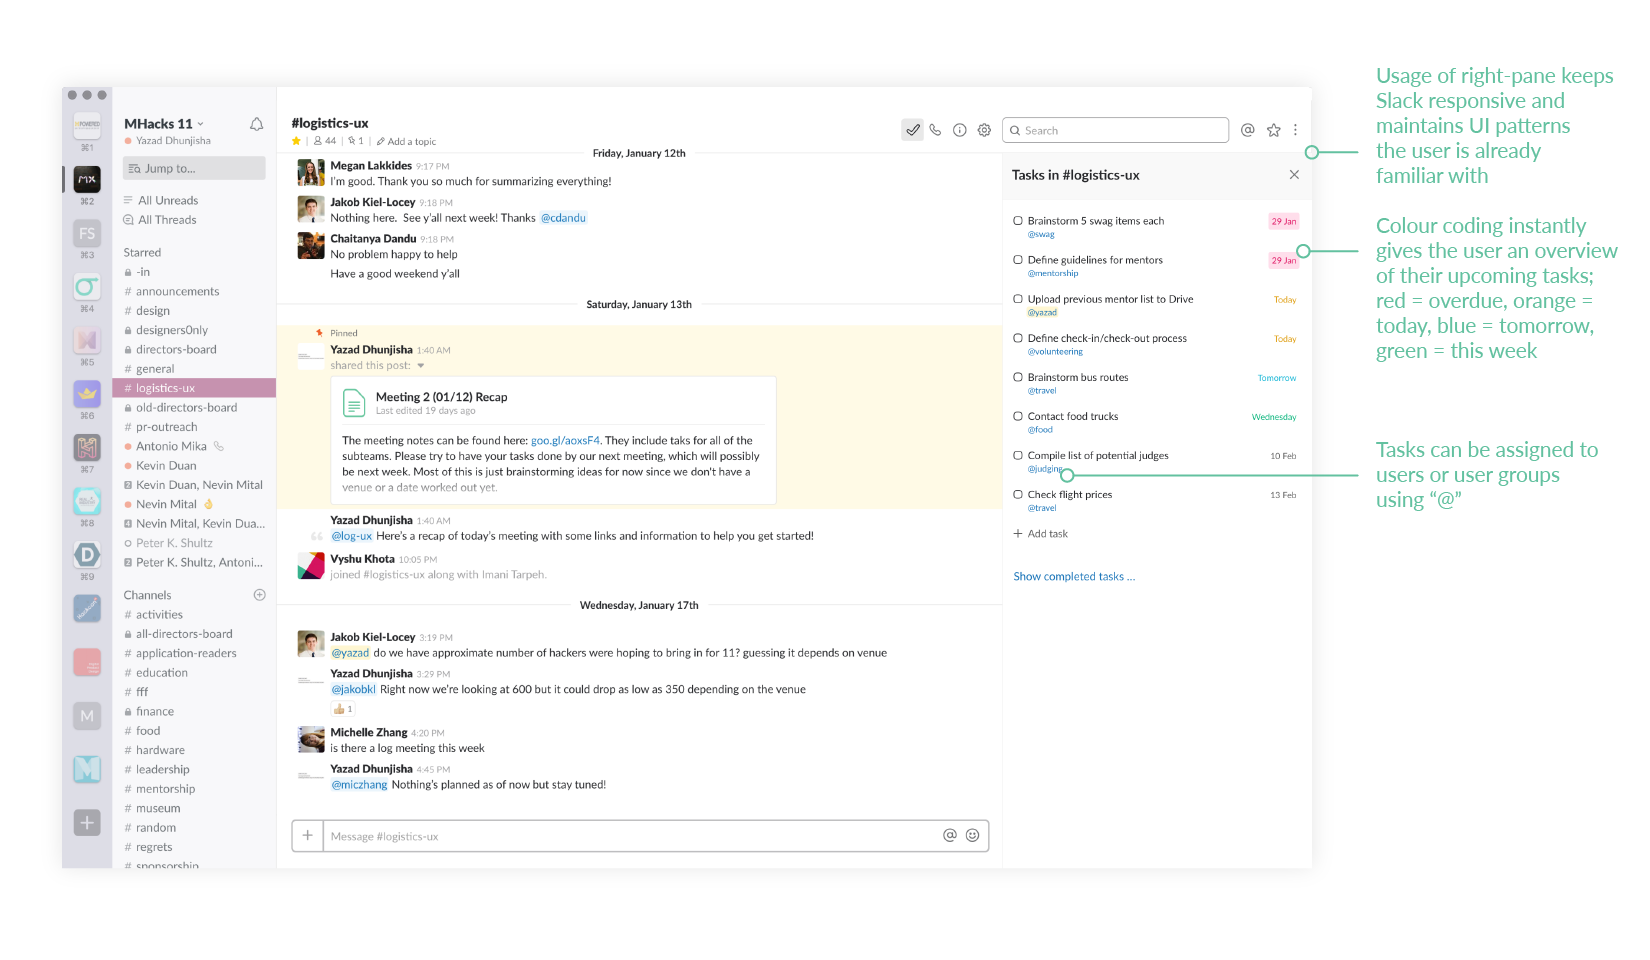 ⌘1
⌘2
FS
⌘3
⌘4
⌘5
⌘6
⌘7
⌘8
D
⌘9
M
MHacks 11
Yazad Dhunjisha
Jump to...
All Unreads
All Threads
Starred
-in
# announcements
# design
designers0nly
directors-board
# general
# logistics-ux
old-directors-board
# pr-outreach
Antonio Mika
Kevin Duan
2 Kevin Duan, Nevin Mital
Nevin Mital
4 Nevin Mital, Kevin Dua...
Peter K. Shultz
2 Peter K. Shultz, Antoni...
Channels
# activities
all-directors-board
# application-readers
# education
# fff
finance
# food
# hardware
# leadership
# mentorship
# museum
# random
# regrets
# sponsorship
#logistics-ux
44 | 1 | Add a topic
Search
Friday, January 12th
Megan Lakkides 9:17 PM
I'm good. Thank you so much for summarizing everything!
Jakob Kiel-Locey 9:18 PM
Nothing here. See y'all next week! Thanks @cdandu
Chaitanya Dandu 9:18 PM
No problem happy to help
Have a good weekend y'all
Saturday, January 13th
Pinned
Yazad Dhunjisha 1:40 AM
shared this post:
Meeting 2 (01/12) Recap
Last edited 19 days ago
The meeting notes can be found here: goo.gl/aoxsF4. They include taks for all of the
subteams. Please try to have your tasks done by our next meeting, which will possibly
be next week. Most of this is just brainstorming ideas for now since we don't have a
venue or a date worked out yet.
Yazad Dhunjisha 1:40 AM
@log-ux Here's a recap of today's meeting with some links and information to help you get started!
Vyshu Khota 10:05 PM
joined #logistics-ux along with Imani Tarpeh.
Wednesday, January 17th
Jakob Kiel-Locey 3:19 PM
@yazad do we have approximate number of hackers were hoping to bring in for 11? guessing it depends on venue
Yazad Dhunjisha 3:29 PM
@jakobkl Right now we're looking at 600 but it could drop as low as 350 depending on the venue
1
Michelle Zhang 4:20 PM
is there a log meeting this week
Yazad Dhunjisha 4:45 PM
@miczhang Nothing's planned as of now but stay tuned!
Message #logistics-ux
Tasks in #logistics-ux
Brainstorm 5 swag items each 29 Jan
@swag
Define guidelines for mentors 29 Jan
@mentorship
Upload previous mentor list to Drive Today
@yazad
Define check-in/check-out process Today
@volunteering
Brainstorm bus routes Tomorrow
@travel
Contact food trucks Wednesday
@food
Compile list of potential judges 10 Feb
@judging
Check flight prices 13 Feb
@travel
+ Add task
Show completed tasks ...
Usage of right-pane keeps
Slack responsive and
maintains UI patterns
the user is already
familiar with
Colour coding instantly
gives the user an overview
of their upcoming tasks;
red = overdue, orange =
today, blue = tomorrow,
green = this week
Tasks can be assigned to
users or user groups
using “@”